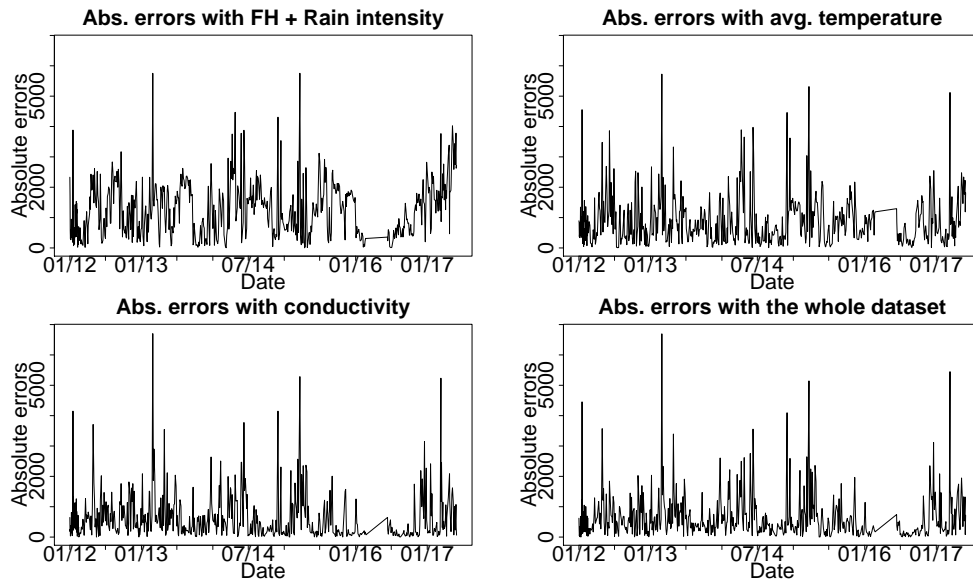 Abs. errors with FH + Rain intensity
Absolute errors
0 2000 5000
01/12 01/13 07/14 01/16 01/17
Date
Abs. errors with avg. temperature
Absolute errors
0 2000 5000
01/12 01/13 07/14 01/16 01/17
Date
Abs. errors with conductivity
Absolute errors
0 2000 5000
01/12 01/13 07/14 01/16 01/17
Date
Abs. errors with the whole dataset
Absolute errors
0 2000 5000
01/12 01/13 07/14 01/16 01/17
Date